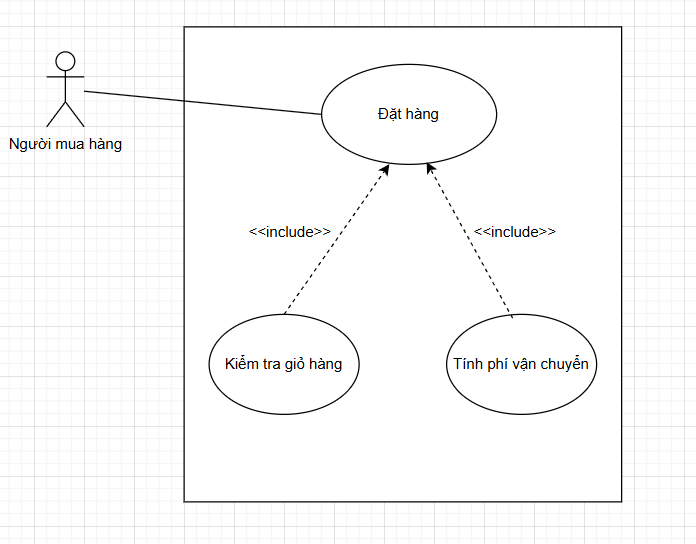 Đặt hàng
Người mua hàng
<<include>>
<<include>>
Kiểm tra giỏ hàng
Tính phí vận chuyển